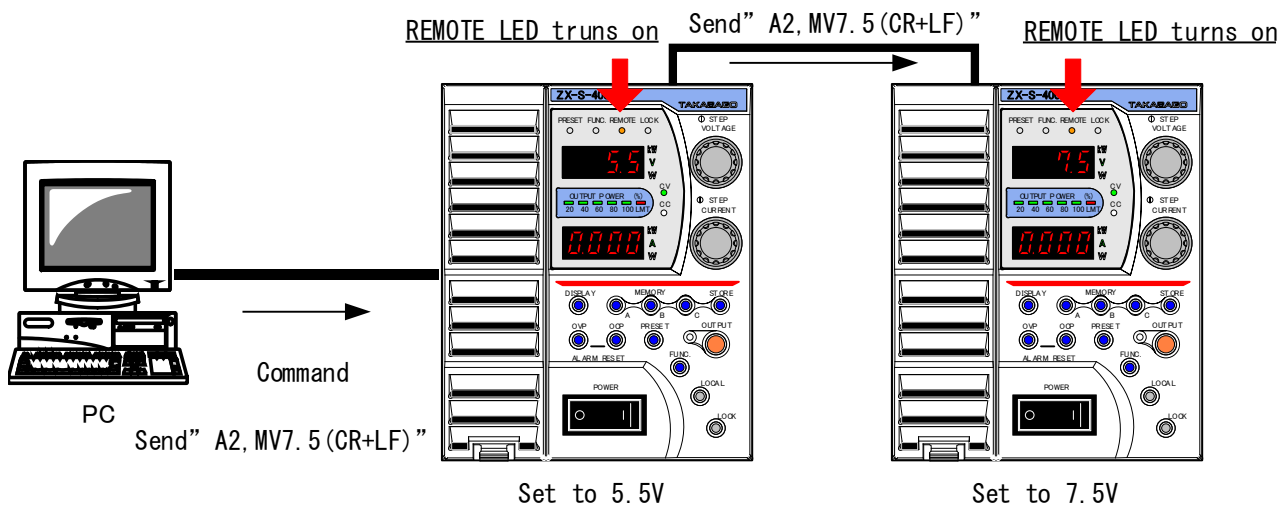 REMOTE LED truns on
Send” A2,MV7.5(CR+LF)”
REMOTE LED turns on
ZX-S-40
TAKASAGO
PRESET FUNC. REMOTE LOCK
STEP
VOLTAGE
5.5
kW
V
W
OUTPUT POWER (%)
20 40 60 80 100 LMT
CV
CC
STEP
CURRENT
0.000
kW
A
W
DISPLAY
MEMORY
STORE
A B C
OVP OCP PRESET OUTPUT
ALARM RESET
FUNC.
POWER
LOCAL
LOCK
ZX-S-40
TAKASAGO
PRESET FUNC. REMOTE LOCK
STEP
VOLTAGE
7.5
kW
V
W
OUTPUT POWER (%)
20 40 60 80 100 LMT
CV
CC
STEP
CURRENT
0.000
kW
A
W
DISPLAY
MEMORY
STORE
A B C
OVP OCP PRESET OUTPUT
ALARM RESET
FUNC.
POWER
LOCAL
LOCK
Command
PC
Send” A2,MV7.5(CR+LF)”
Set to 5.5V
Set to 7.5V